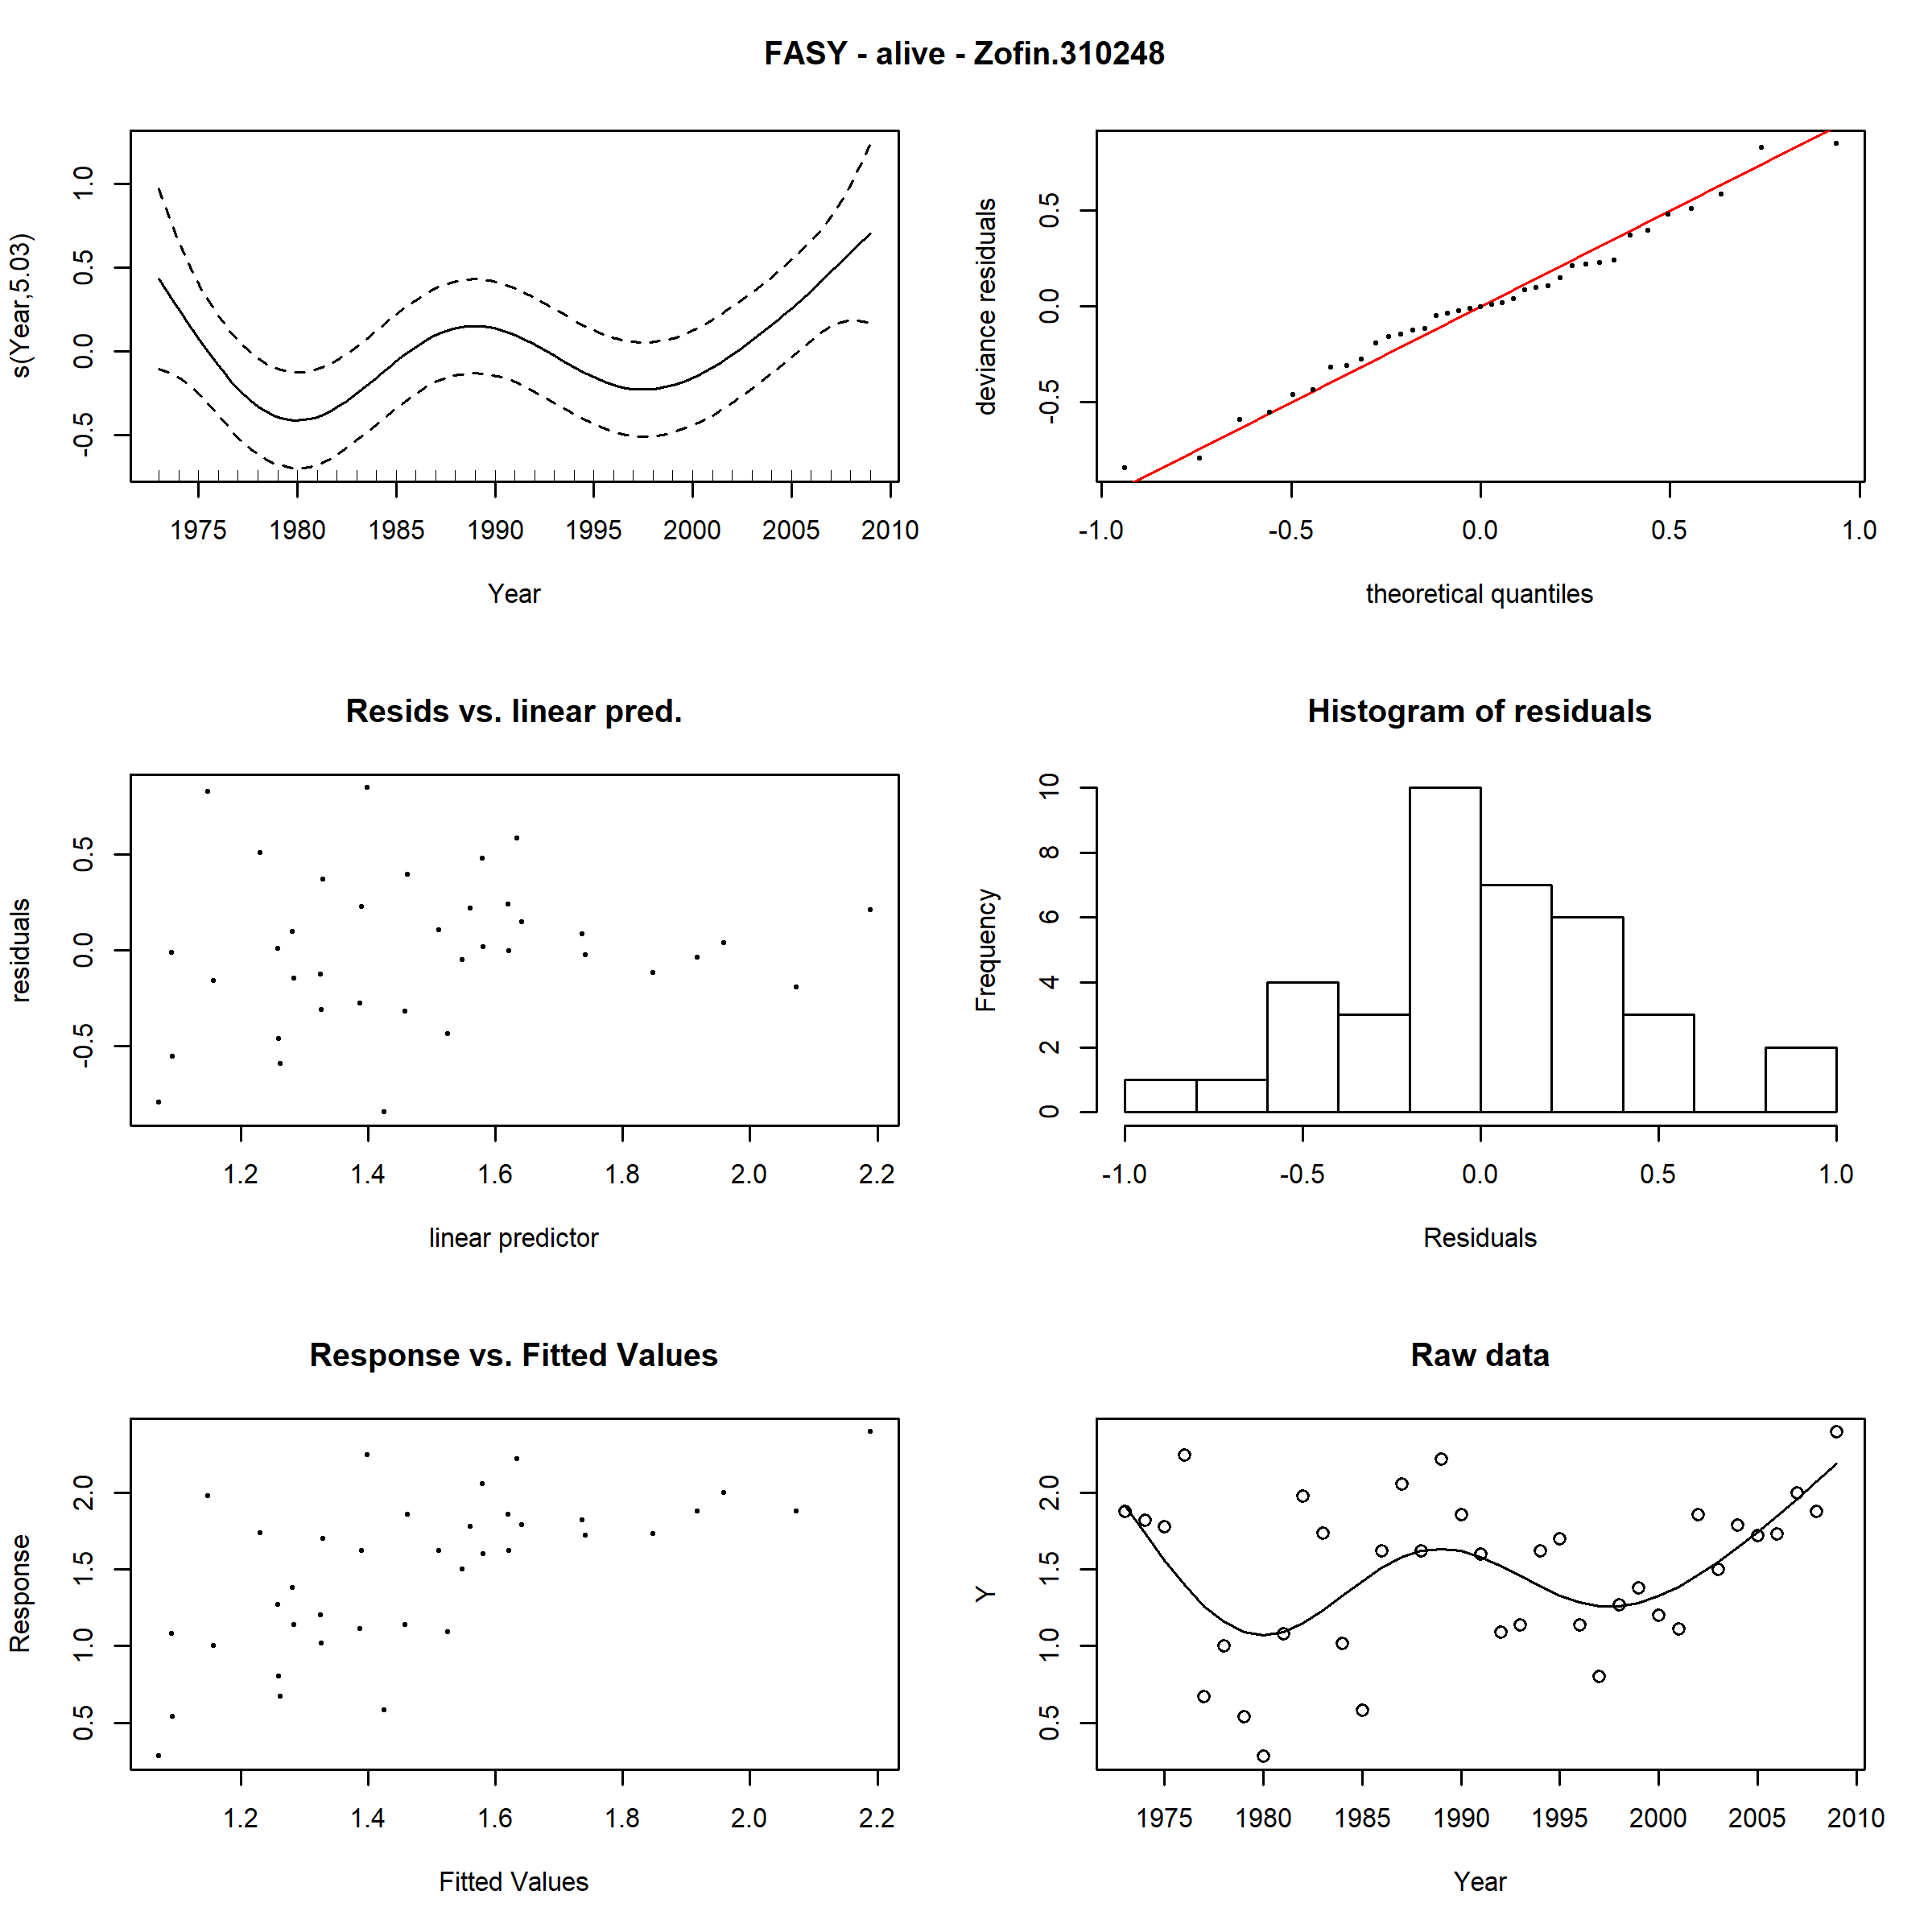 FASY - alive - Zofin.310248
s(Year,5.03)
1.0
0.5
0.0
-0.5
1975 1980 1985 1990 1995 2000 2005 2010
Year
deviance residuals
0.5
0.0
-0.5
-1.0 -0.5 0.0 0.5 1.0
theoretical quantiles
Resids vs. linear pred.
residuals
0.5
0.0
-0.5
1.2 1.4 1.6 1.8 2.0 2.2
linear predictor
Histogram of residuals
Frequency
10
8
6
4
2
0
-1.0 -0.5 0.0 0.5 1.0
Residuals
Response vs. Fitted Values
Response
2.0
1.5
1.0
0.5
1.2 1.4 1.6 1.8 2.0 2.2
Fitted Values
Raw data
Y
2.0
1.5
1.0
0.5
1975 1980 1985 1990 1995 2000 2005 2010
Year